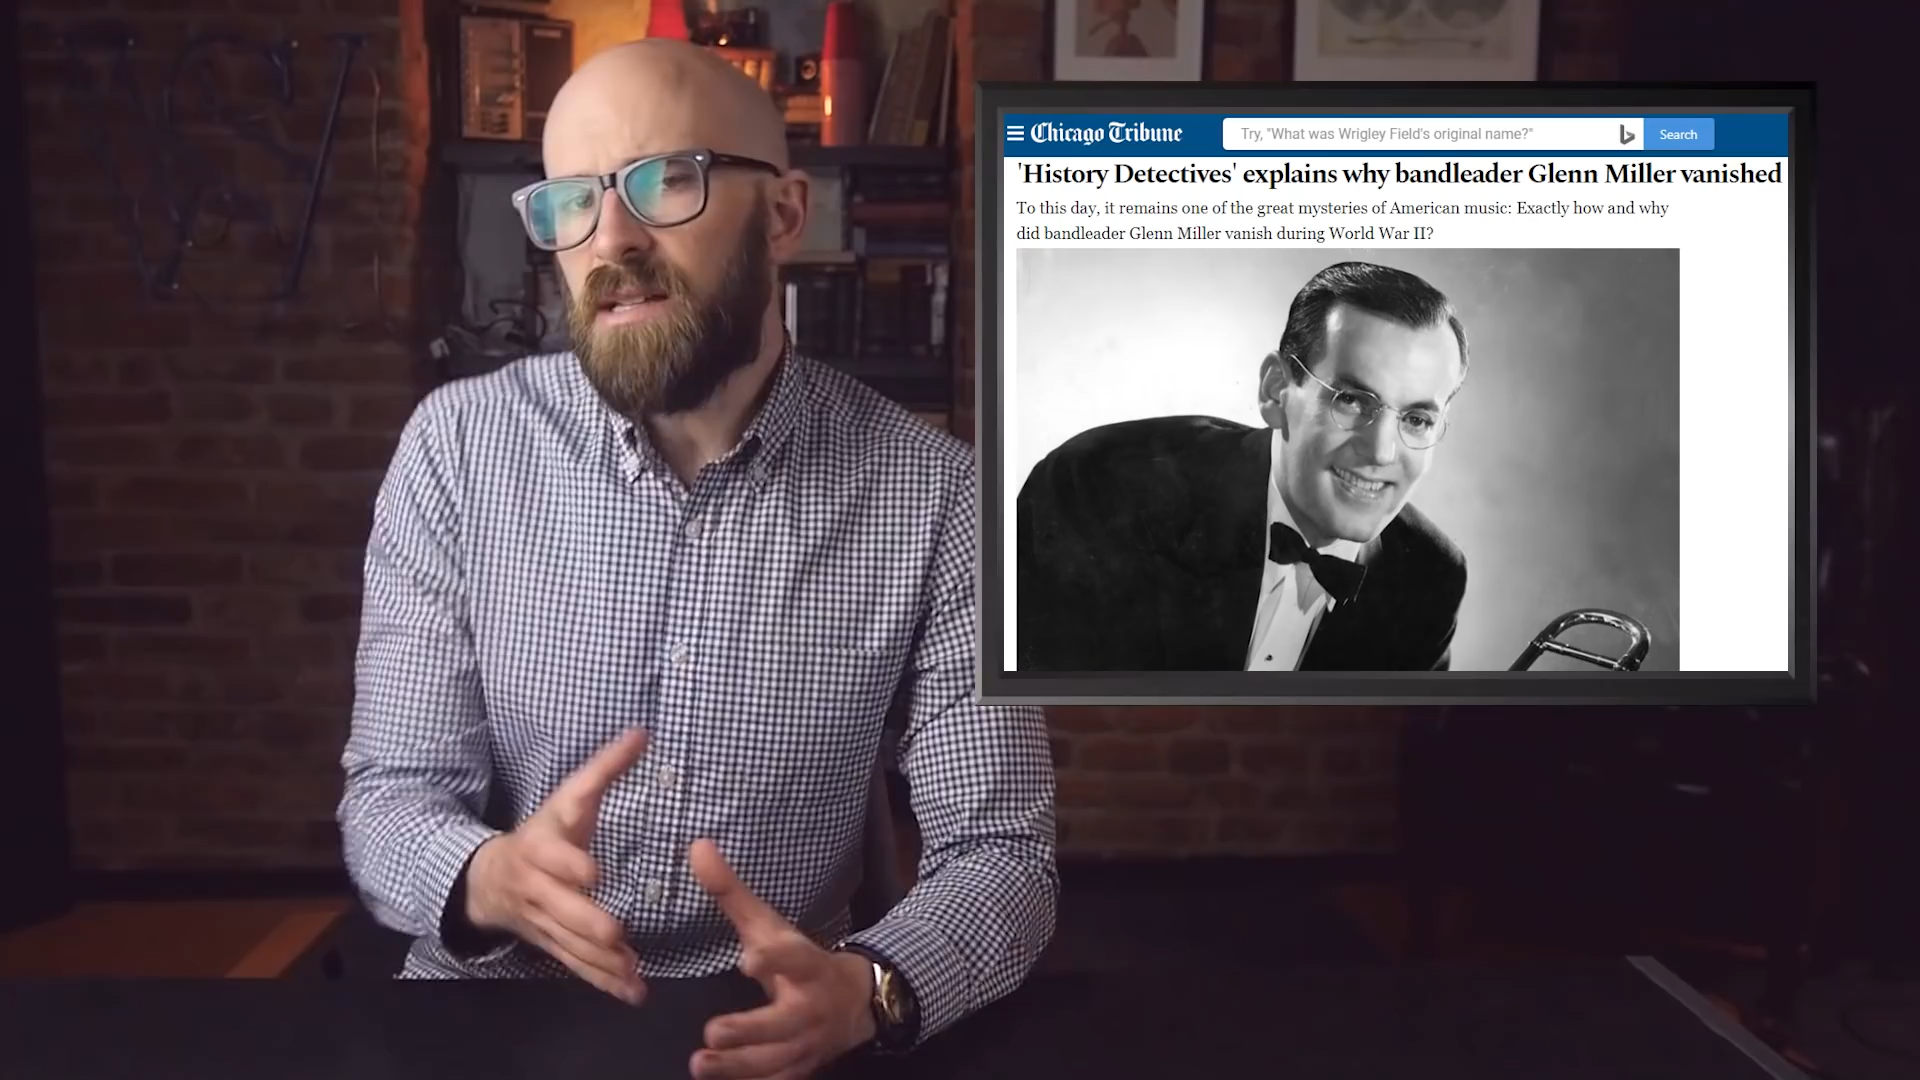 Chicago Tribune
Try, "What was Wrigley Field's original name?"
Search
'History Detectives' explains why bandleader Glenn Miller vanished
To this day, it remains one of the great mysteries of American music: Exactly how and why
did bandleader Glenn Miller vanish during World War II?